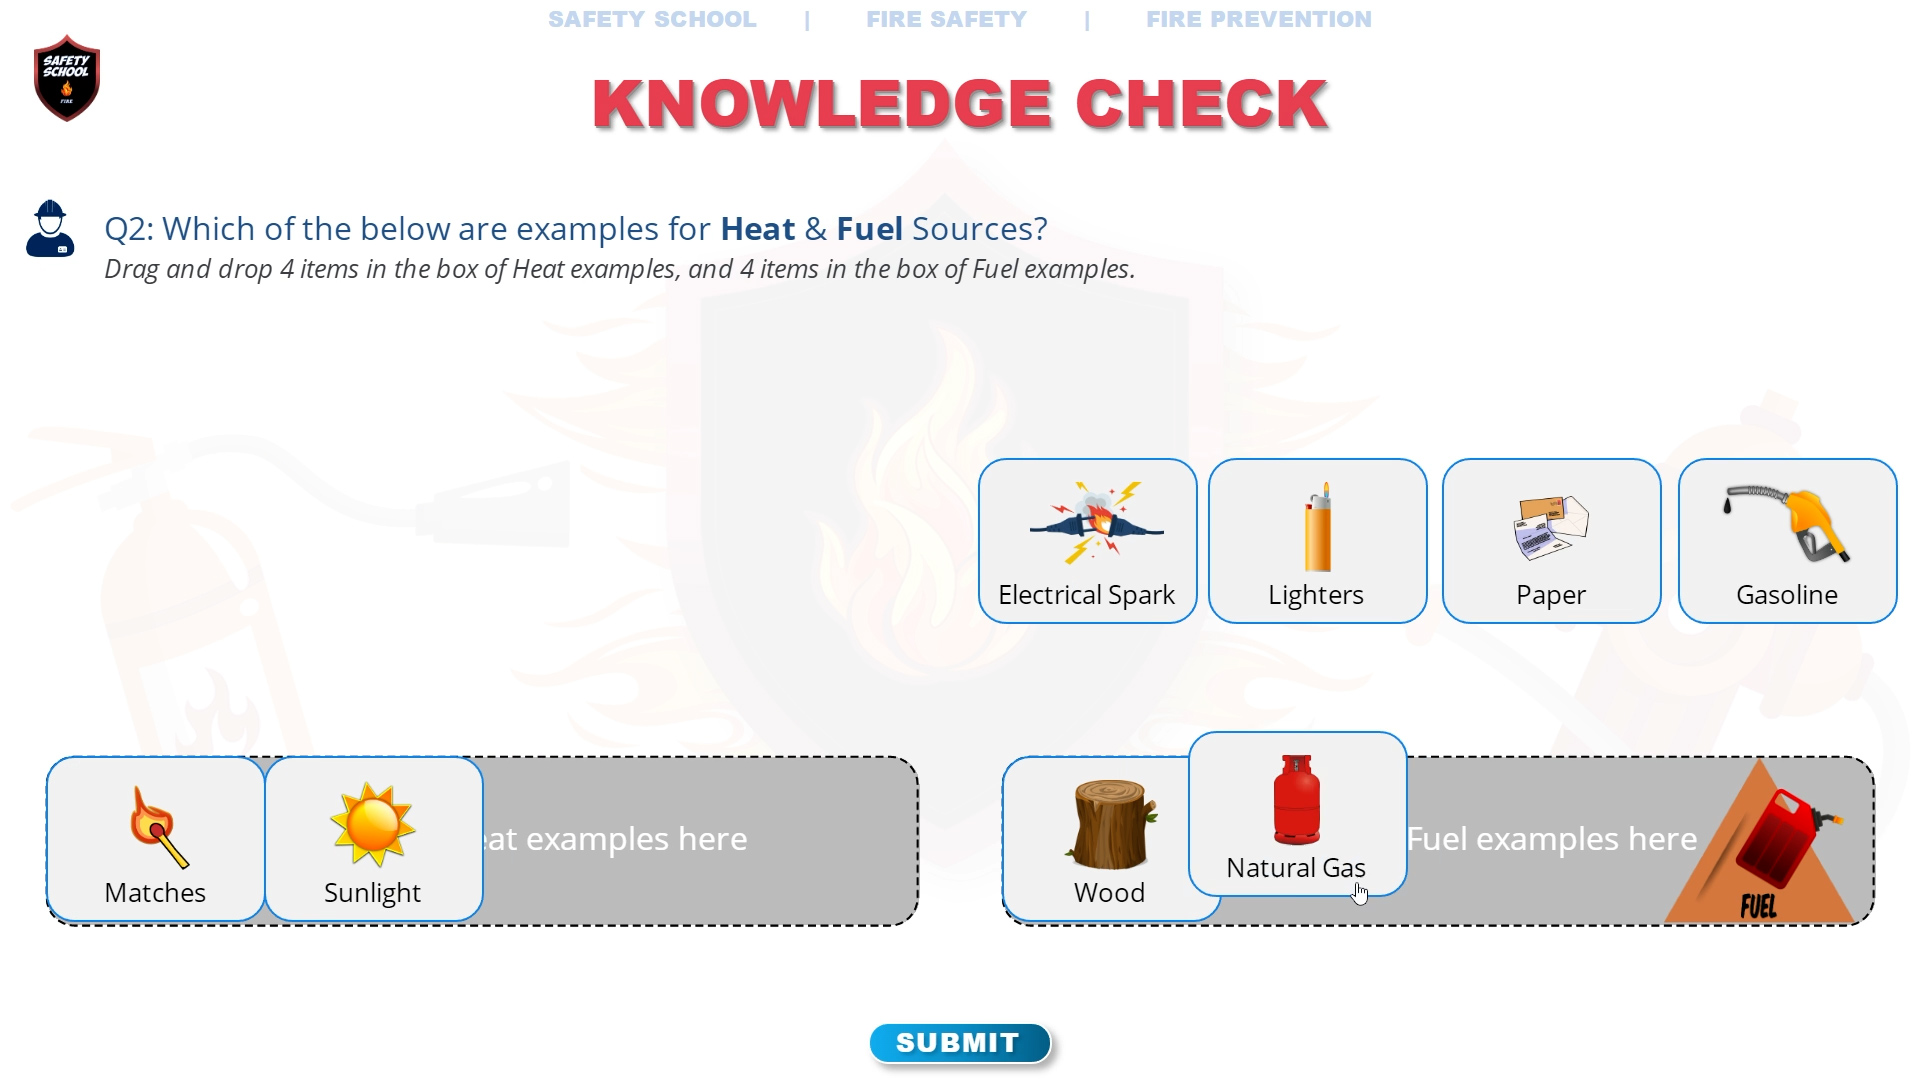 SAFETY SCHOOL | FIRE SAFETY | FIRE PREVENTION
SAFETY
SCHOOL
FIRE
KNOWLEDGE CHECK
Q2: Which of the below are examples for Heat & Fuel Sources?
Drag and drop 4 items in the box of Heat examples, and 4 items in the box of Fuel examples.
Electrical Spark
Lighters
Paper
Gasoline
Matches
Sunlight
examples here
Wood
Natural Gas
Fuel examples here
FUEL
SUBMIT